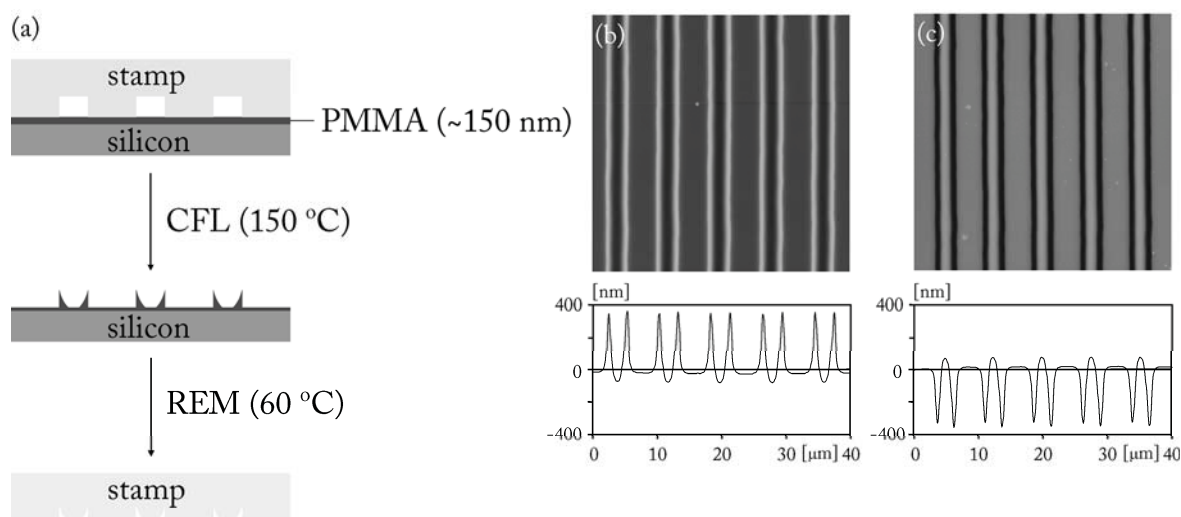 (a)
stamp
PMMA (~150 nm)
silicon
CFL (150 °C)
silicon
REM (60 °C)
stamp
(b)
[nm]
400
0
-400
0 10 20 30 [μm] 40
(c)
[nm]
400
0
-400
0 10 20 30 [μm] 40